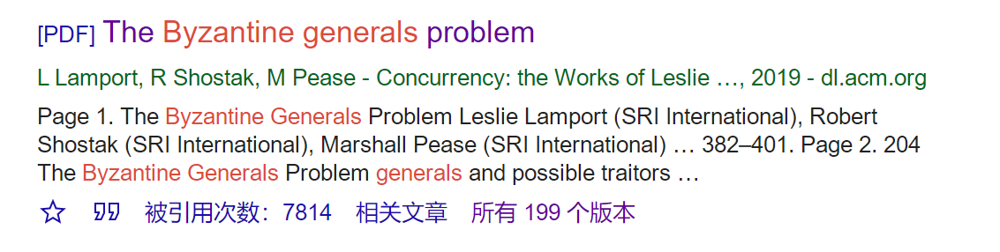 [PDF] The Byzantine generals problem
L Lamport, R Shostak, M Pease - Concurrency: the Works of Leslie …, 2019 - dl.acm.org
Page 1. The Byzantine Generals Problem Leslie Lamport (SRI International), Robert
Shostak (SRI International), Marshall Pease (SRI International) … 382–401. Page 2. 204
The Byzantine Generals Problem generals and possible traitors …
被引用次数：7814 相关文章 所有 199 个版本